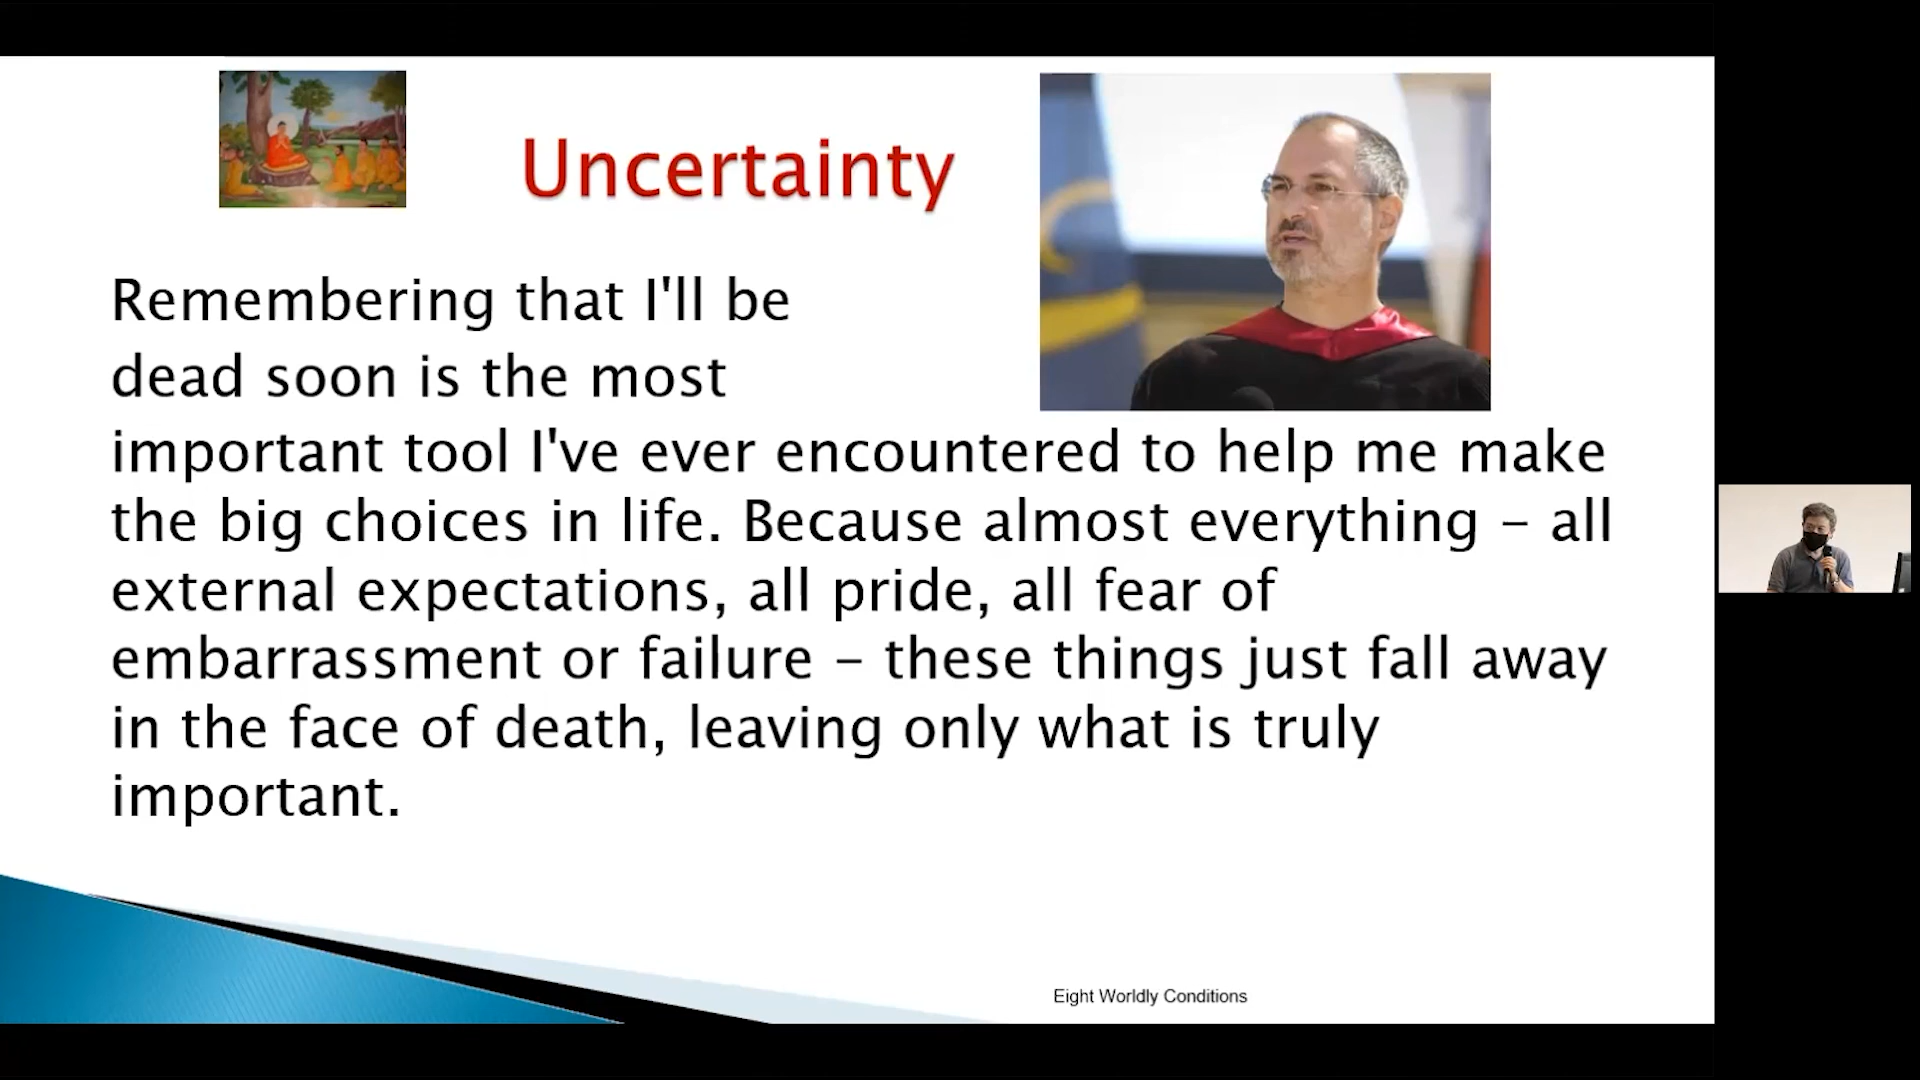 Uncertainty
Remembering that I'll be
dead soon is the most
important tool I've ever encountered to help me make
the big choices in life. Because almost everything – all
external expectations, all pride, all fear of
embarrassment or failure – these things just fall away
in the face of death, leaving only what is truly
important.
Eight Worldly Conditions